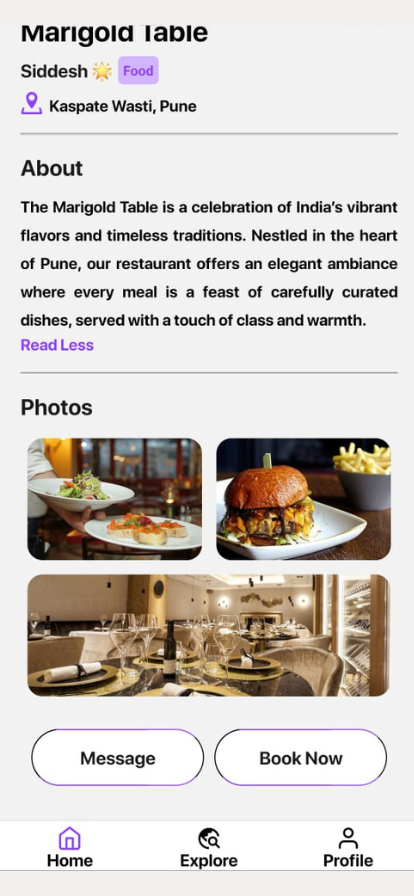 Marigold Table
Siddesh 🌟 Food
Kaspate Wasti, Pune
About
The Marigold Table is a celebration of India's vibrant
flavors and timeless traditions. Nestled in the heart
of Pune, our restaurant offers an elegant ambiance
where every meal is a feast of carefully curated
dishes, served with a touch of class and warmth.
Read Less
Photos
Message Book Now
Home Explore Profile